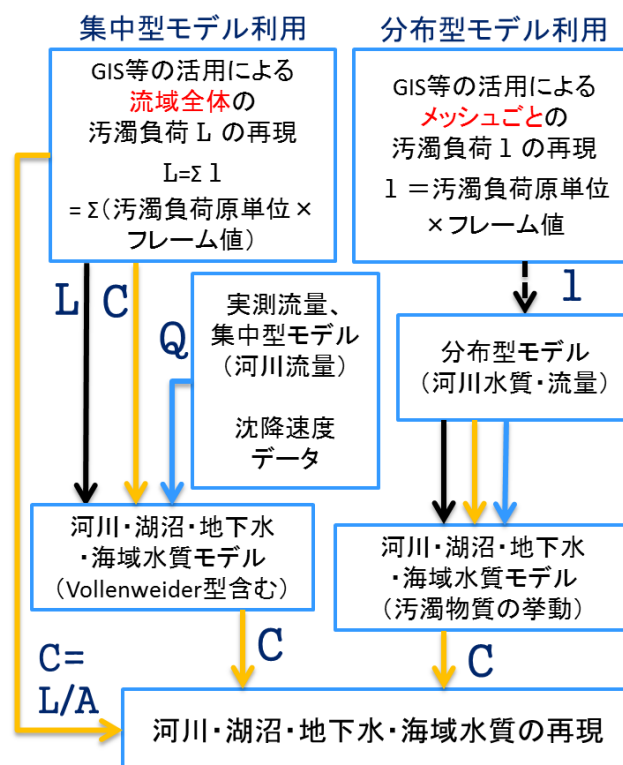 集中型モデル利用
GIS等の活用による
流域全体の
汚濁負荷 L の再現
L=Σl
=Σ(汚濁負荷原単位×
フレーム値)
分布型モデル利用
GIS等の活用による
メッシュごとの
汚濁負荷 l の再現
l =汚濁負荷原単位
×フレーム値
L
C
Q
実測流量、
集中型モデル
(河川流量)
沈降速度
データ
l
分布型モデル
(河川水質・流量)
河川・湖沼・地下水
・海域水質モデル
(Vollenweider型含む)
河川・湖沼・地下水
・海域水質モデル
(汚濁物質の挙動)
C=
L/A
C
C
河川・湖沼・地下水・海域水質の再現